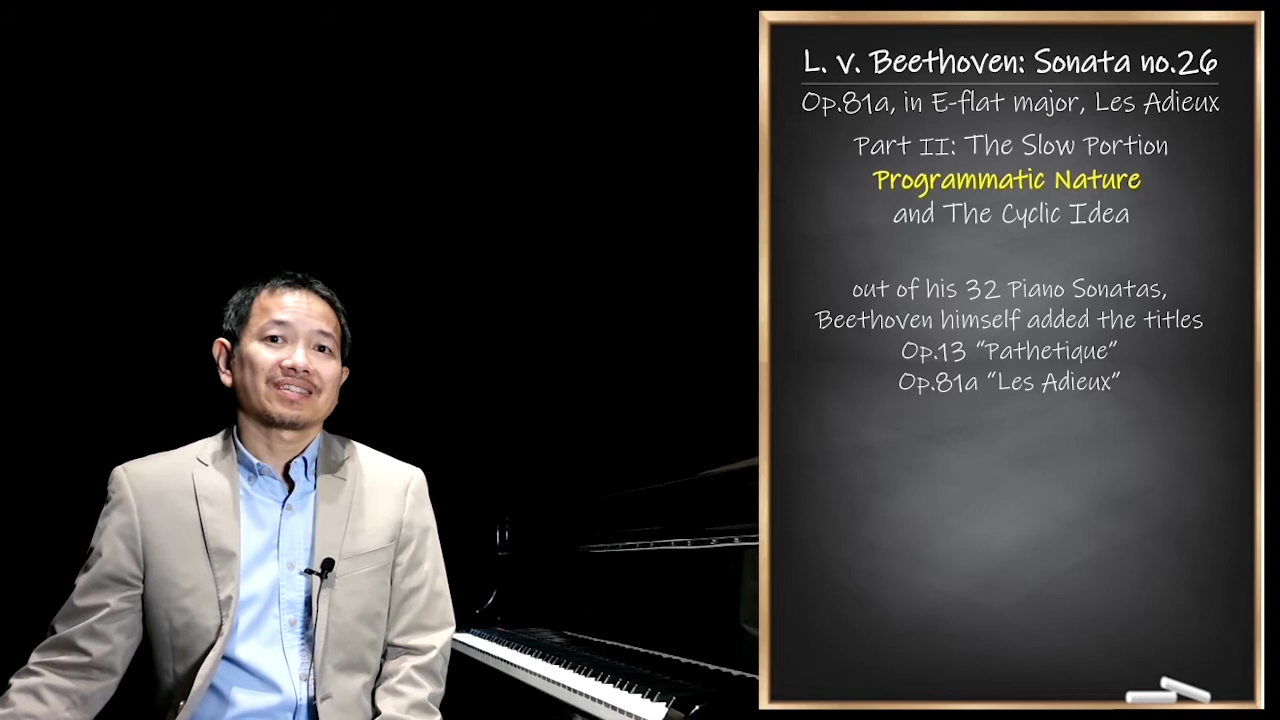 L. v. Beethoven: Sonata no.26
Op.81a, in E-flat major, Les Adieux
Part II: The Slow Portion
Programmatic Nature
and The Cyclic Idea
out of his 32 Piano Sonatas,
Beethoven himself added the titles
Op.13 “Pathetique”
Op.81a “Les Adieux”